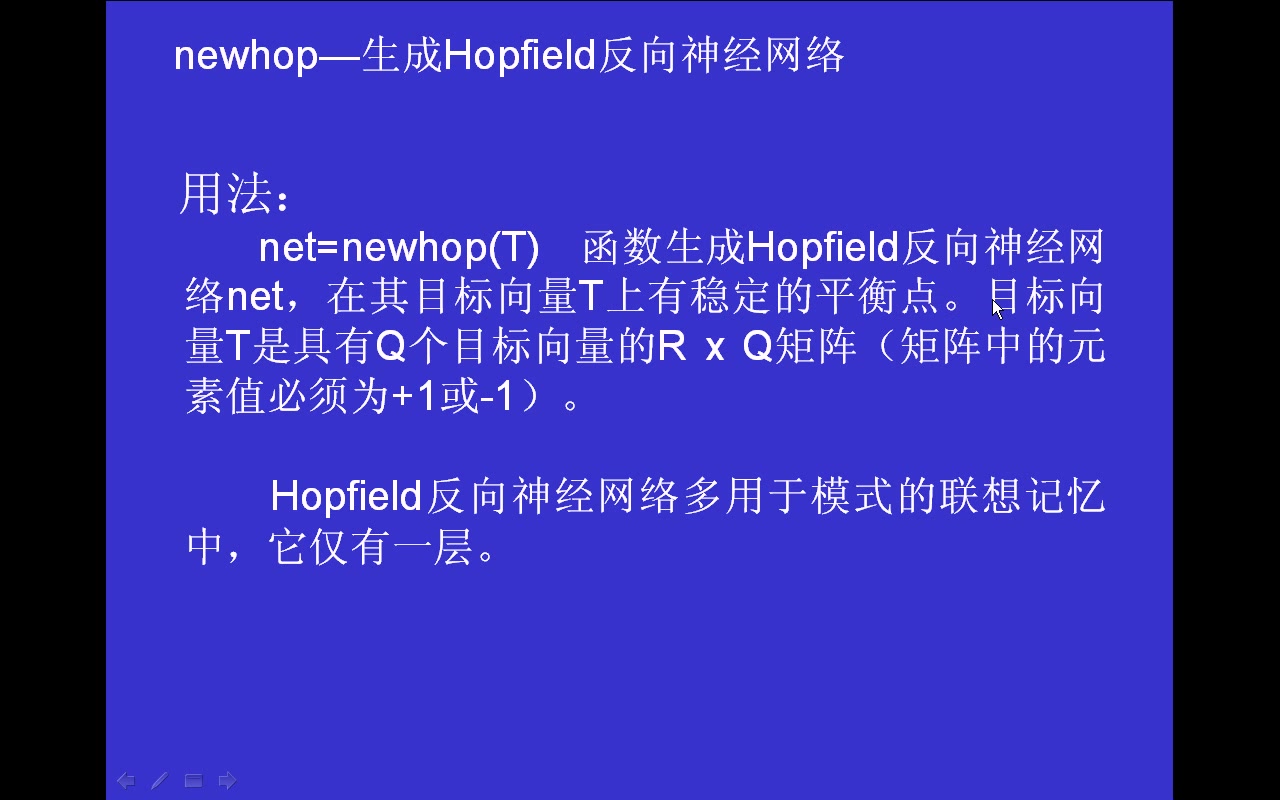 newhop—生成Hopfield反向神经网络
用法：
net=newhop(T) 函数生成Hopfield反向神经网
络net，在其目标向量T上有稳定的平衡点。目标向
量T是具有Q个目标向量的R x Q矩阵（矩阵中的元
素值必须为+1或-1）。
Hopfield反向神经网络多用于模式的联想记忆
中，它仅有一层。